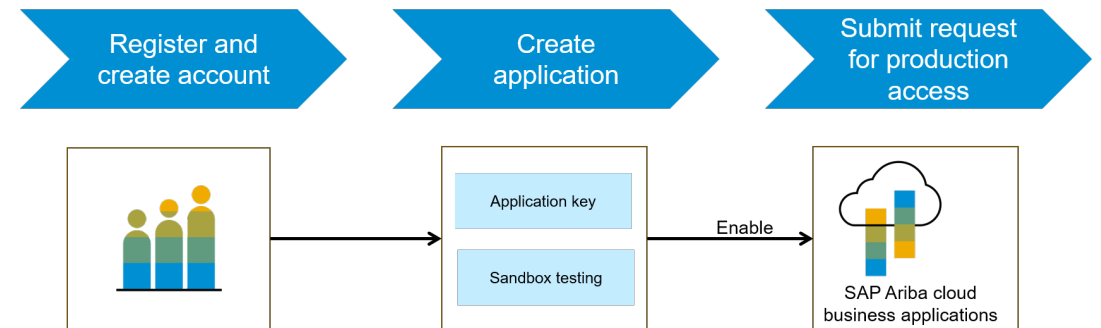 Register and
create account
Create
application
Submit request
for production
access
Application key
Sandbox testing
Enable
SAP Ariba cloud
business applications